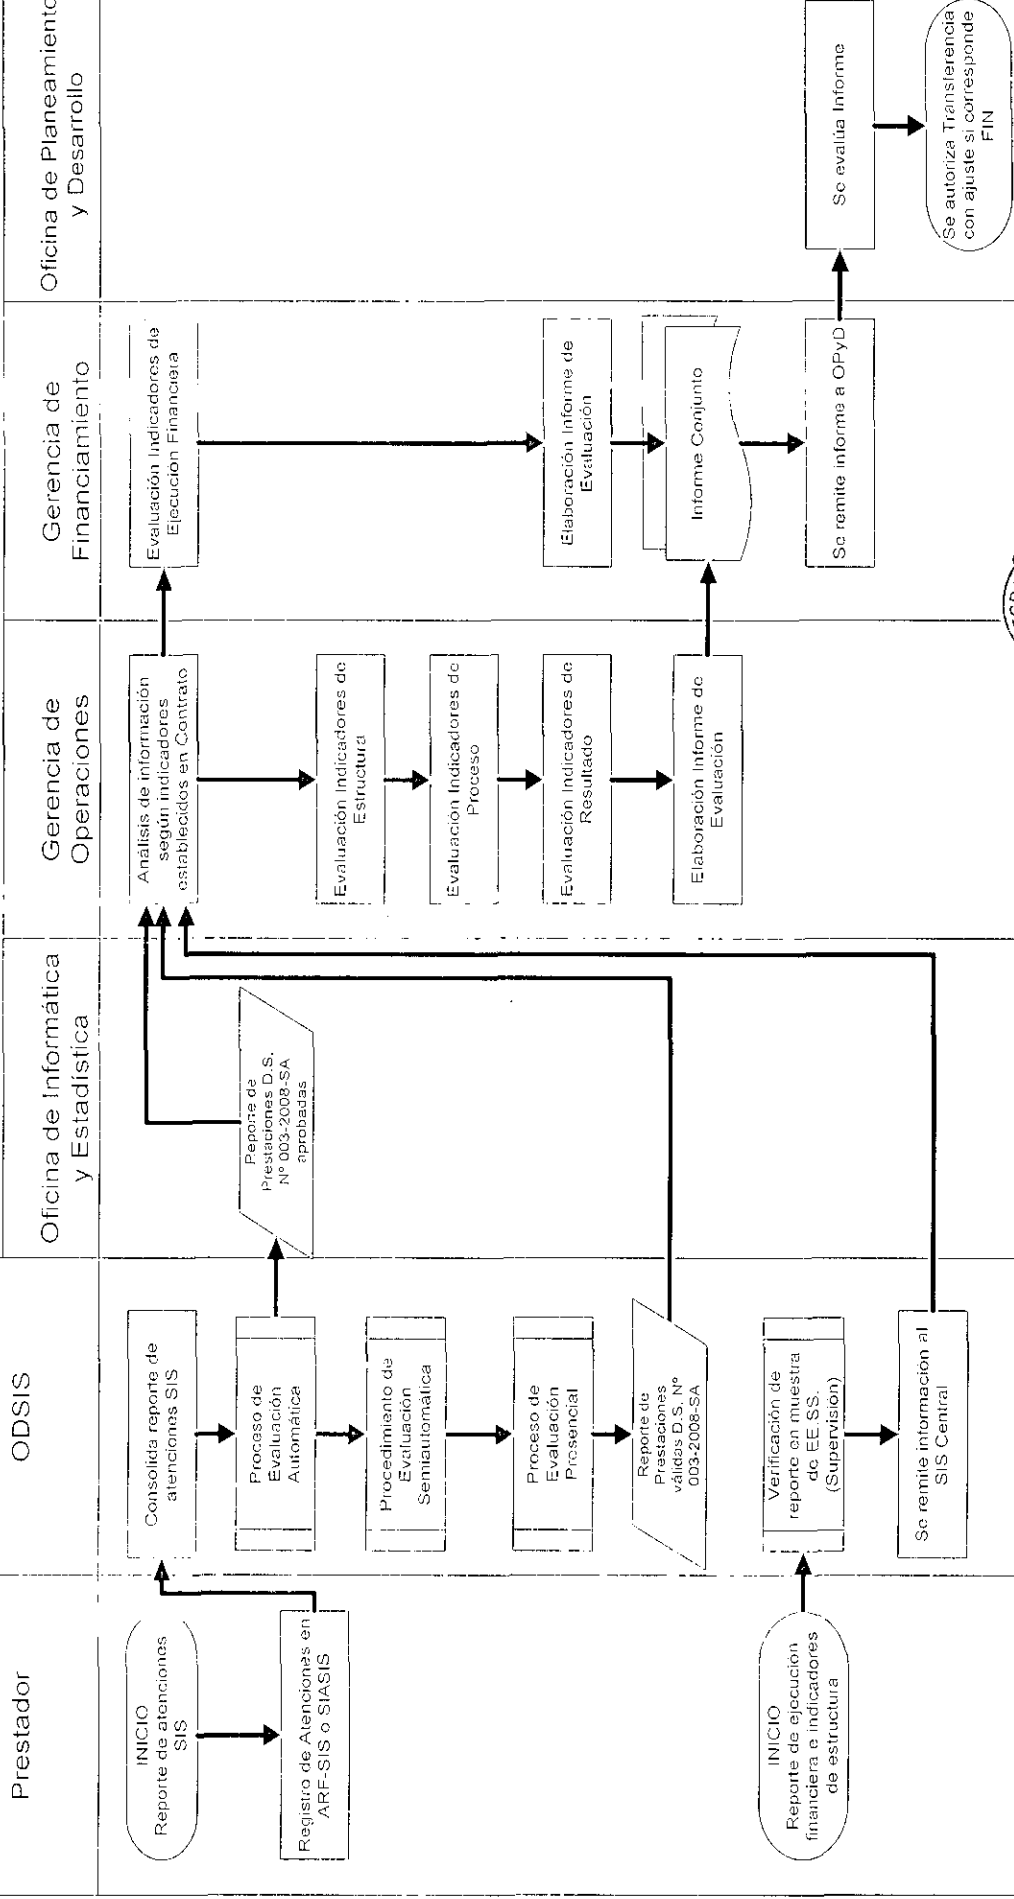 Prestador
ODSIS
Oficina de Informática
y Estadística
Gerencia de
Operaciones
Gerencia de
Financiamiento
Oficina de Planeamiento
y Desarrollo
INICIO
Reporte de atenciones
SIS
Registro de Atenciones en
ARF-SIS o SIASIS
INICIO
Reporte de ejecución
financiera e indicadores
de estructura
Consolida reporte de
atenciones SIS
Proceso de
Evaluación
Automática
Procedimiento de
Evaluación
Semiautomática
Proceso de
Evaluación
Presencial
Reporte de
Prestaciones
válidas D.S. Nº
003-2008-SA
Verificación de
reporte en muestra
de EE.SS.
(Supervisión)
Se remite información al
SIS Central
Reporte de
Prestaciones D.S.
Nº 003-2008-SA
aprobadas
Análisis de información
según indicadores
establecidos en Contrato
Evaluación Indicadores de
Estructura
Evaluación Indicadores de
Proceso
Evaluación Indicadores de
Resultado
Elaboración Informe de
Evaluación
Evaluación Indicadores de
Ejecución Financiera
Elaboración Informe de
Evaluación
Informe Conjunto
Se remite informe a OPyD
Se evalúa Informe
Se autoriza Transferencia
con ajuste si corresponde
FIN